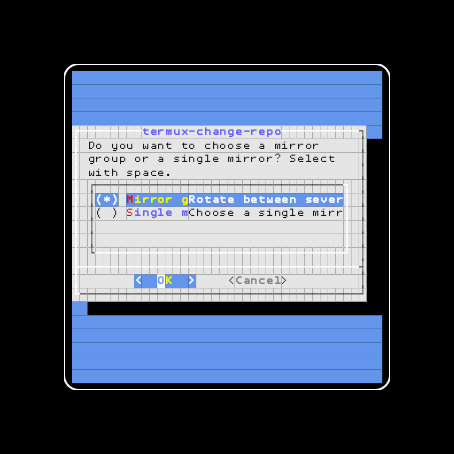 termux-change-repo
Do you want to choose a mirror
group or a single mirror? Select
with space.
(*) Mirror gRotate between sever
( ) Single mChoose a single mirr
< OK > <Cancel>